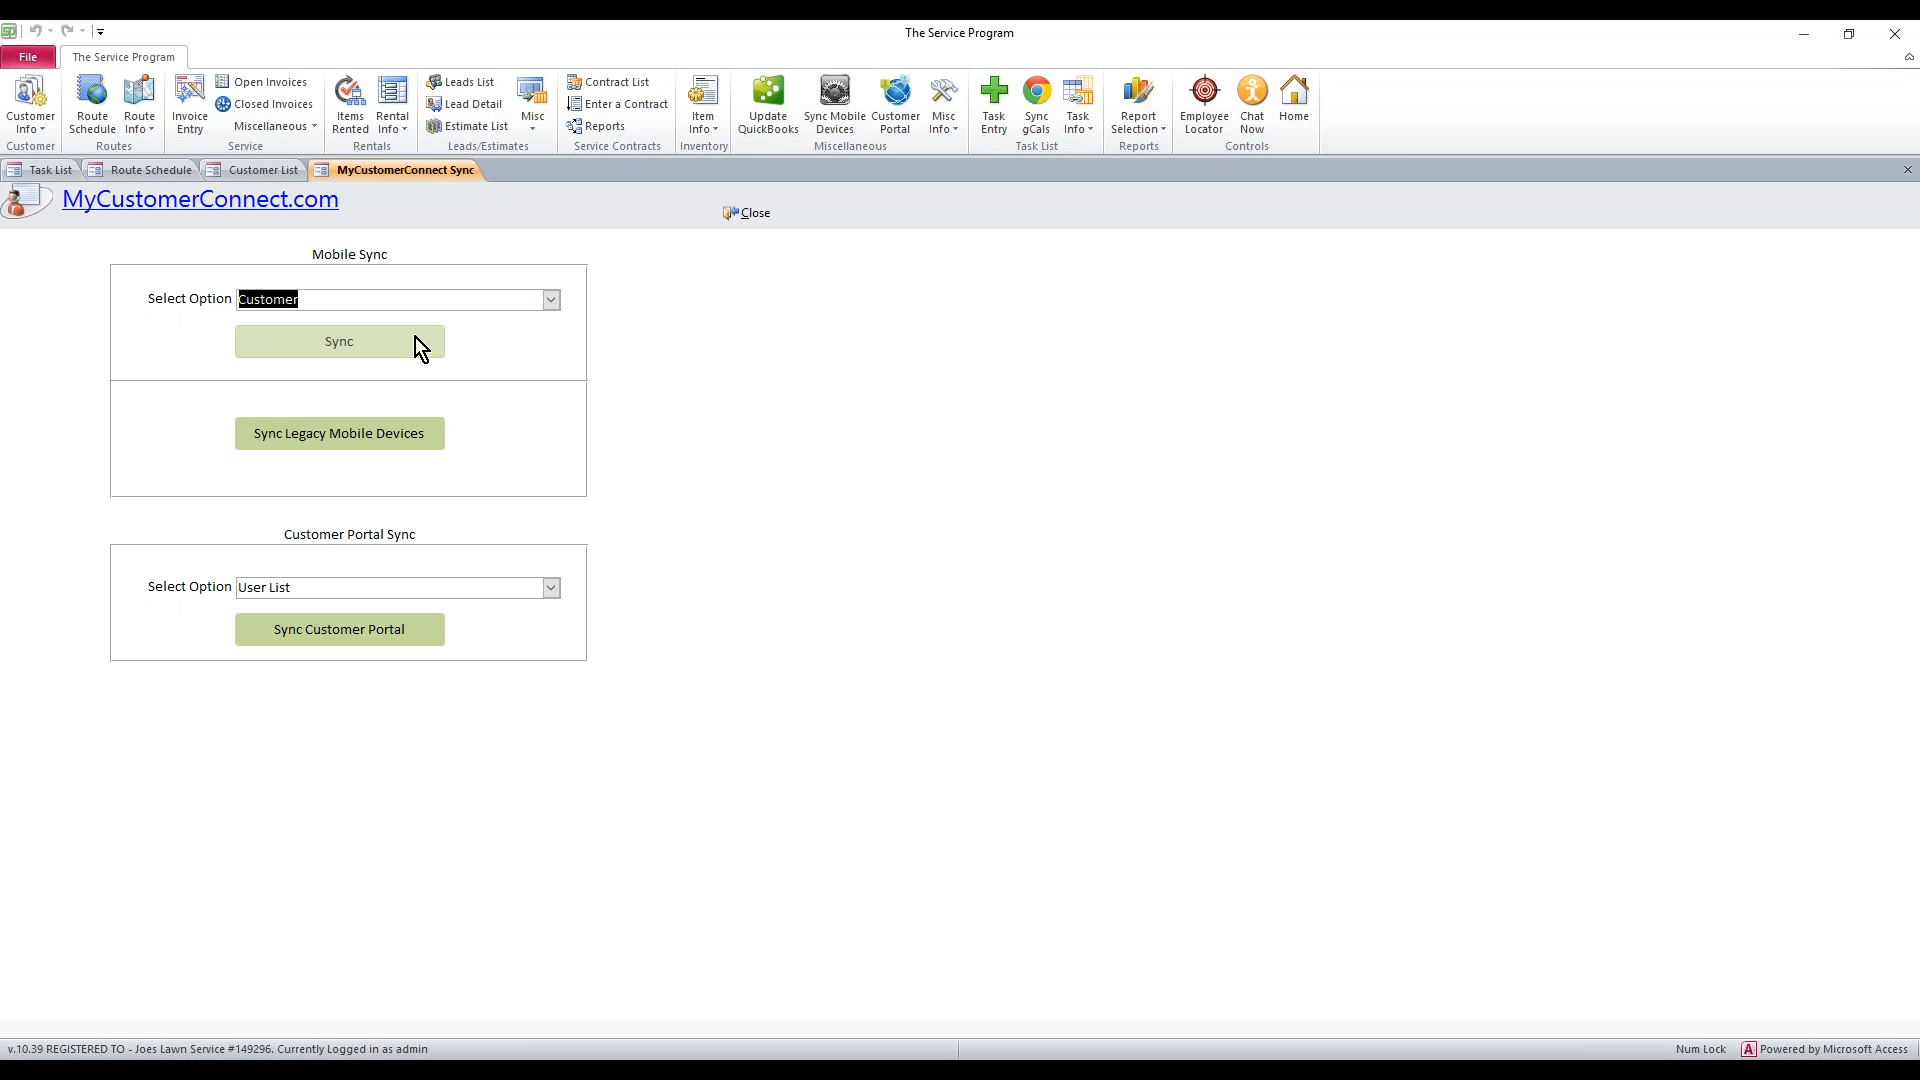 The Service Program
File
The Service Program
Customer Info
Route Schedule
Route Info
Invoice Entry
Open Invoices
Closed Invoices
Miscellaneous
Items Rented
Rental Info
Leads List
Lead Detail
Estimate List
Misc
Contract List
Enter a Contract
Reports
Item Info
Update QuickBooks
Sync Mobile Devices
Customer Portal
Misc Info
Task Entry
Sync gCals
Task Info
Report Selection
Employee Locator
Chat Now
Home
Customer
Routes
Service
Rentals
Leads/Estimates
Service Contracts
Inventory
Miscellaneous
Task List
Reports
Controls
Task List
Route Schedule
Customer List
MyCustomerConnect Sync
MyCustomerConnect.com
Close
Mobile Sync
Select Option Customer
Sync
Sync Legacy Mobile Devices
Customer Portal Sync
Select Option User List
Sync Customer Portal
v.10.39 REGISTERED TO - Joes Lawn Service #149296. Currently Logged in as admin
Num Lock
A Powered by Microsoft Access